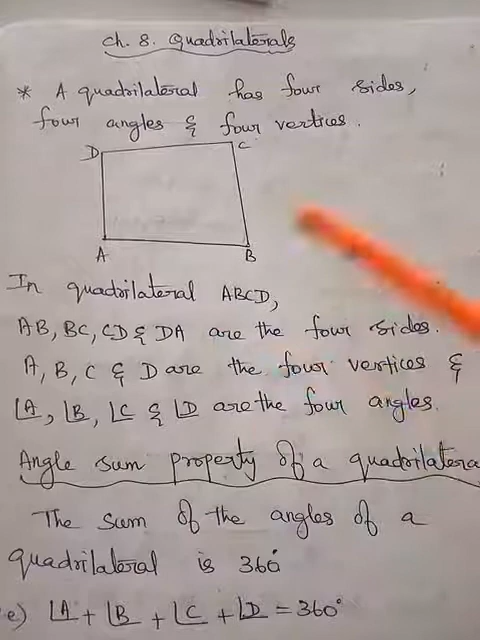 Ch. 8. Quadrilaterals
* A quadrilateral has four sides,
four angles & four vertices.
D C
A B
In quadrilateral ABCD,
AB, BC, CD & DA are the four sides.
A, B, C & D are the four vertices &
∠A, ∠B, ∠C & ∠D are the four angles.
Angle sum property of a quadrilatera
The sum of the angles of a
quadrilateral is 360°
e) ∠A + ∠B + ∠C + ∠D = 360°